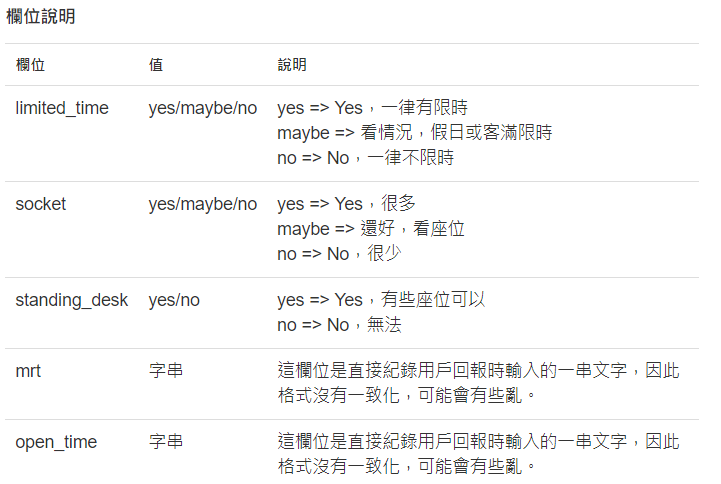 欄位說明
欄位 值 說明
limited_time yes/maybe/no yes => Yes，一律有限時
maybe => 看情況，假日或客滿限時
no => No，一律不限時
socket yes/maybe/no yes => Yes，很多
maybe => 還好，看座位
no => No，很少
standing_desk yes/no yes => Yes，有些座位可以
no => No，無法
mrt 字串 這欄位是直接紀錄用戶回報時輸入的一串文字，因此
格式沒有一致化，可能會有些亂。
open_time 字串 這欄位是直接紀錄用戶回報時輸入的一串文字，因此
格式沒有一致化，可能會有些亂。